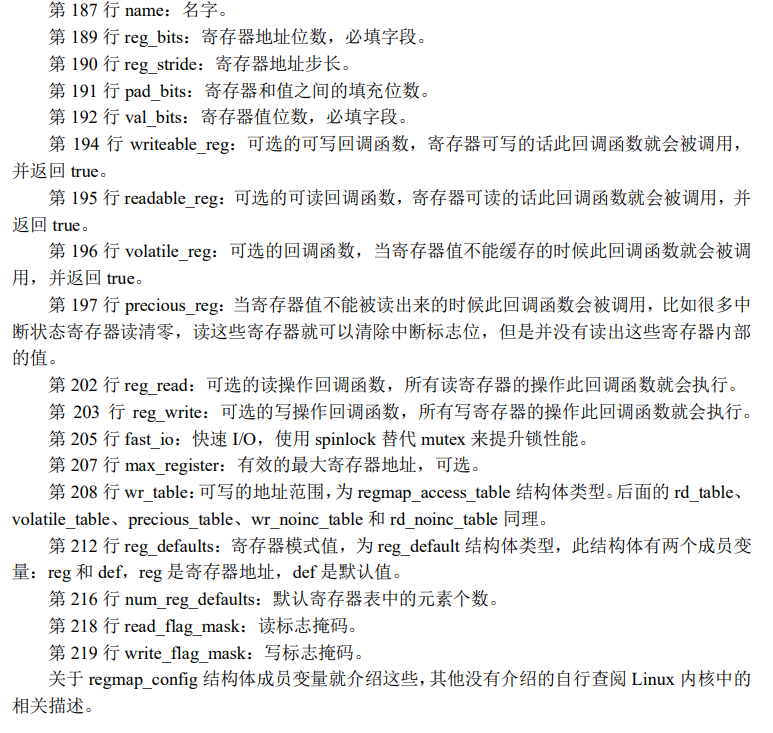 第 187 行 name：名字。
第 189 行 reg_bits：寄存器地址位数，必填字段。
第 190 行 reg_stride：寄存器地址步长。
第 191 行 pad_bits：寄存器和值之间的填充位数。
第 192 行 val_bits：寄存器值位数，必填字段。
第 194 行 writeable_reg：可选的可写回调函数，寄存器可写的话此回调函数就会被调用，
并返回 true。
第 195 行 readable_reg：可选的可读回调函数，寄存器可读的话此回调函数就会被调用，并
返回 true。
第 196 行 volatile_reg：可选的回调函数，当寄存器值不能缓存的时候此回调函数就会被调
用，并返回 true。
第 197 行 precious_reg：当寄存器值不能被读出来的时候此回调函数会被调用，比如很多中
断状态寄存器读清零，读这些寄存器就可以清除中断标志位，但是并没有读出这些寄存器内部
的值。
第 202 行 reg_read：可选的读操作回调函数，所有读寄存器的操作此回调函数就会执行。
第 203 行 reg_write：可选的写操作回调函数，所有写寄存器的操作此回调函数就会执行。
第 205 行 fast_io：快速 I/O，使用 spinlock 替代 mutex 来提升锁性能。
第 207 行 max_register：有效的最大寄存器地址，可选。
第 208 行 wr_table：可写的地址范围，为 regmap_access_table 结构体类型。后面的 rd_table、
volatile_table、precious_table、wr_noinc_table 和 rd_noinc_table 同理。
第 212 行 reg_defaults：寄存器模式值，为 reg_default 结构体类型，此结构体有两个成员变
量：reg 和 def，reg 是寄存器地址，def 是默认值。
第 216 行 num_reg_defaults：默认寄存器表中的元素个数。
第 218 行 read_flag_mask：读标志掩码。
第 219 行 write_flag_mask：写标志掩码。
关于 regmap_config 结构体成员变量就介绍这些，其他没有介绍的自行查阅 Linux 内核中的
相关描述。